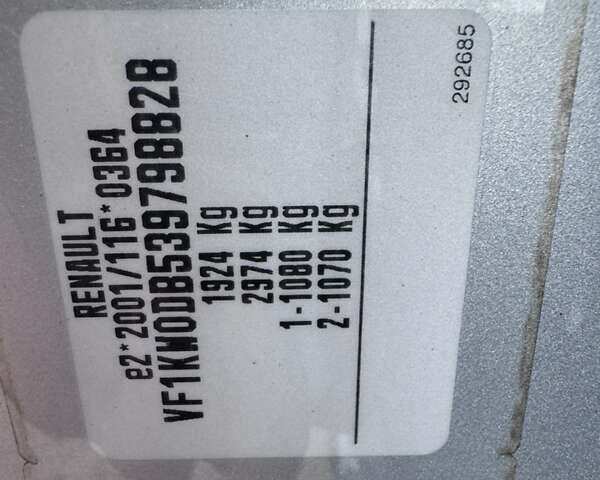 RENAULT
e2*2001/116*0364
VF1KW0DB539798828
1924 Kg
2974 Kg
1-1080 Kg
2-1070 Kg
292685